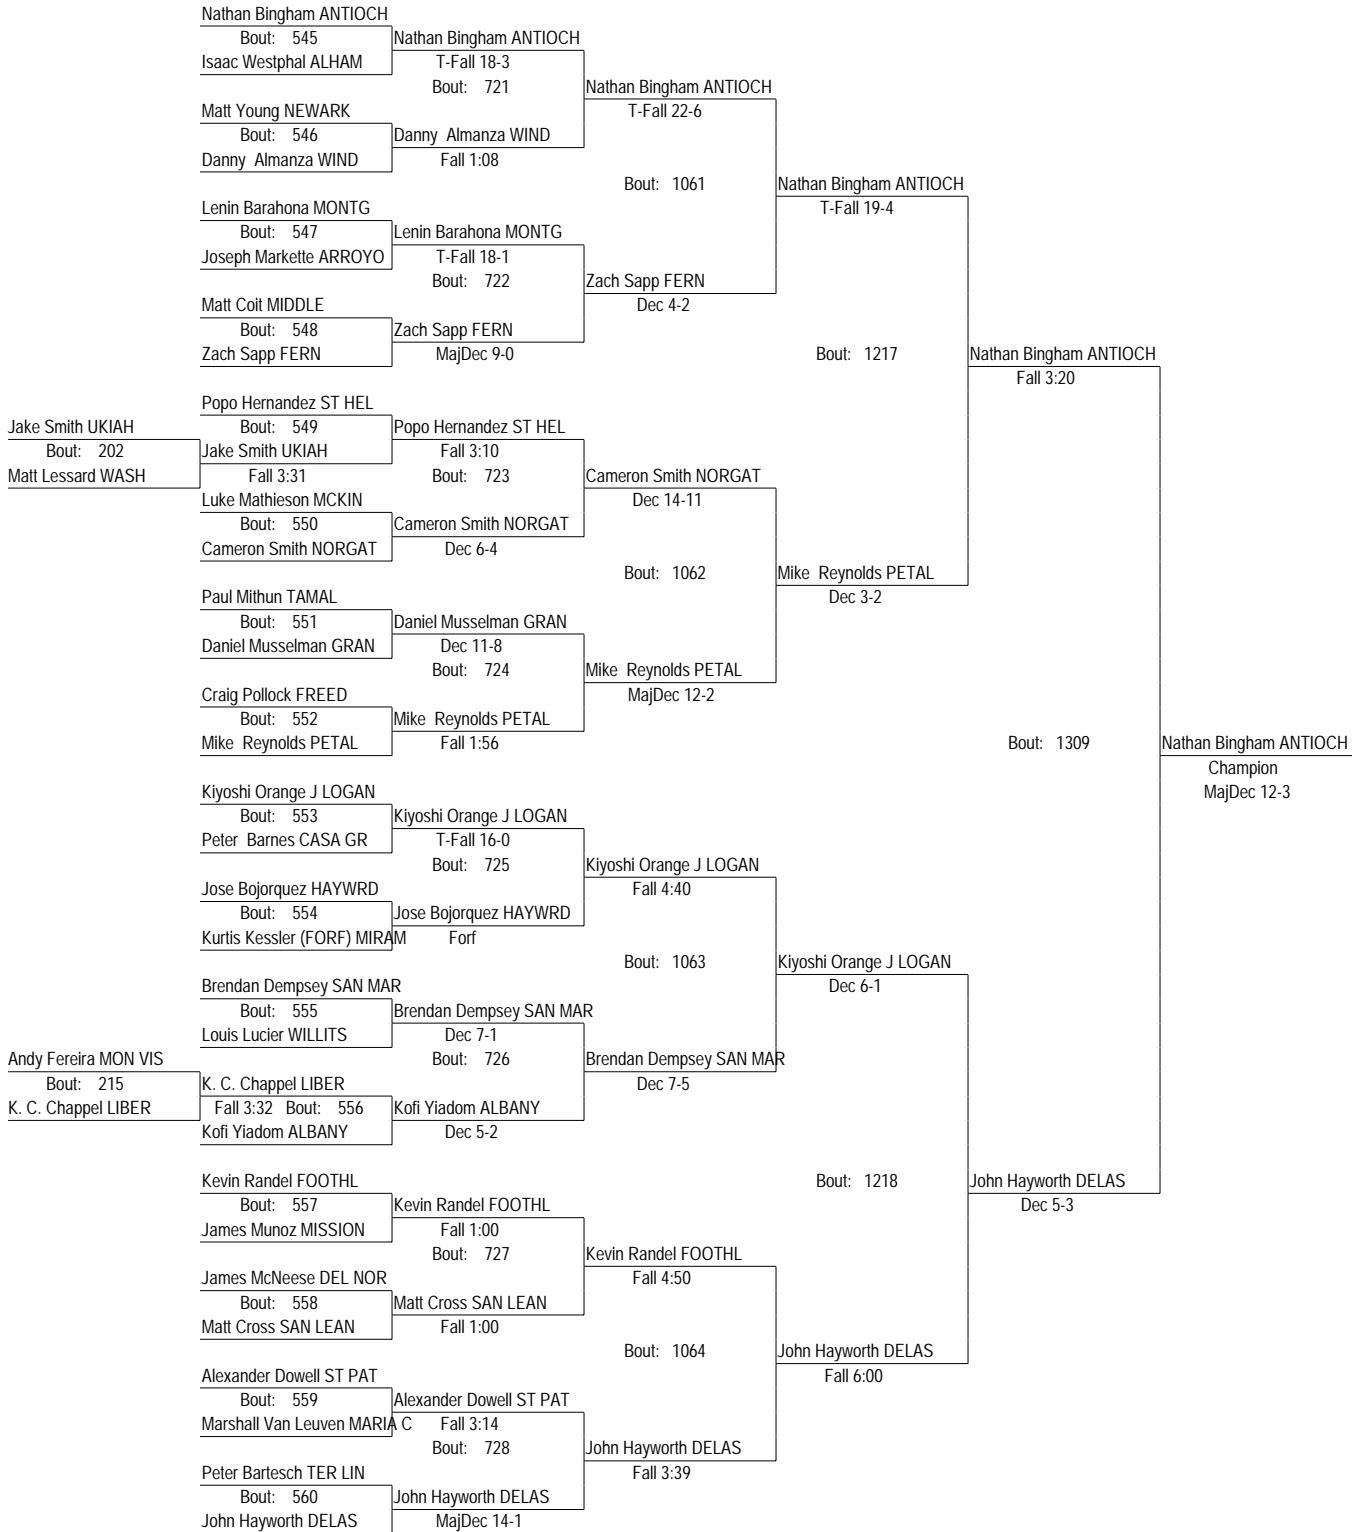 Nathan Bingham ANTIOCH
Bout: 545
Nathan Bingham ANTIOCH
Isaac Westphal ALHAM
T-Fall 18-3
Bout: 721
Nathan Bingham ANTIOCH
Matt Young NEWARK
T-Fall 22-6
Bout: 546
Danny Almanza WIND
Danny Almanza WIND
Fall 1:08
Bout: 1061
Nathan Bingham ANTIOCH
Lenin Barahona MONTG
T-Fall 19-4
Bout: 547
Lenin Barahona MONTG
Joseph Markette ARROYO
T-Fall 18-1
Bout: 722
Zach Sapp FERN
Matt Coit MIDDLE
Dec 4-2
Bout: 548
Zach Sapp FERN
Zach Sapp FERN
MajDec 9-0
Bout: 1217
Nathan Bingham ANTIOCH
Fall 3:20
Popo Hernandez ST HEL
Jake Smith UKIAH
Bout: 549
Popo Hernandez ST HEL
Bout: 202
Jake Smith UKIAH
Fall 3:10
Matt Lessard WASH
Fall 3:31
Bout: 723
Cameron Smith NORGAT
Luke Mathieson MCKIN
Dec 14-11
Bout: 550
Cameron Smith NORGAT
Cameron Smith NORGAT
Dec 6-4
Bout: 1062
Mike Reynolds PETAL
Paul Mithun TAMAL
Dec 3-2
Bout: 551
Daniel Musselman GRAN
Daniel Musselman GRAN
Dec 11-8
Bout: 724
Mike Reynolds PETAL
Craig Pollock FREED
MajDec 12-2
Bout: 552
Mike Reynolds PETAL
Mike Reynolds PETAL
Fall 1:56
Bout: 1309
Nathan Bingham ANTIOCH
Champion
Kiyoshi Orange J LOGAN
MajDec 12-3
Bout: 553
Kiyoshi Orange J LOGAN
Peter Barnes CASA GR
T-Fall 16-0
Bout: 725
Kiyoshi Orange J LOGAN
Jose Bojorquez HAYWRD
Fall 4:40
Bout: 554
Jose Bojorquez HAYWRD
Kurtis Kessler (FORF) MIRAM
Forf
Bout: 1063
Kiyoshi Orange J LOGAN
Brendan Dempsey SAN MAR
Dec 6-1
Bout: 555
Brendan Dempsey SAN MAR
Louis Lucier WILLITS
Dec 7-1
Andy Fereira MON VIS
Bout: 726
Brendan Dempsey SAN MAR
Bout: 215
K. C. Chappel LIBER
Dec 7-5
K. C. Chappel LIBER
Fall 3:32 Bout: 556
Kofi Yiadom ALBANY
Kofi Yiadom ALBANY
Dec 5-2
Kevin Randel FOOTHL
Bout: 1218
John Hayworth DELAS
Bout: 557
Kevin Randel FOOTHL
Dec 5-3
James Munoz MISSION
Fall 1:00
Bout: 727
Kevin Randel FOOTHL
James McNeese DEL NOR
Fall 4:50
Bout: 558
Matt Cross SAN LEAN
Matt Cross SAN LEAN
Fall 1:00
Bout: 1064
John Hayworth DELAS
Alexander Dowell ST PAT
Fall 6:00
Bout: 559
Alexander Dowell ST PAT
Marshall Van Leuven MARIA C
Fall 3:14
Bout: 728
John Hayworth DELAS
Peter Bartesch TER LIN
Fall 3:39
Bout: 560
John Hayworth DELAS
John Hayworth DELAS
MajDec 14-1